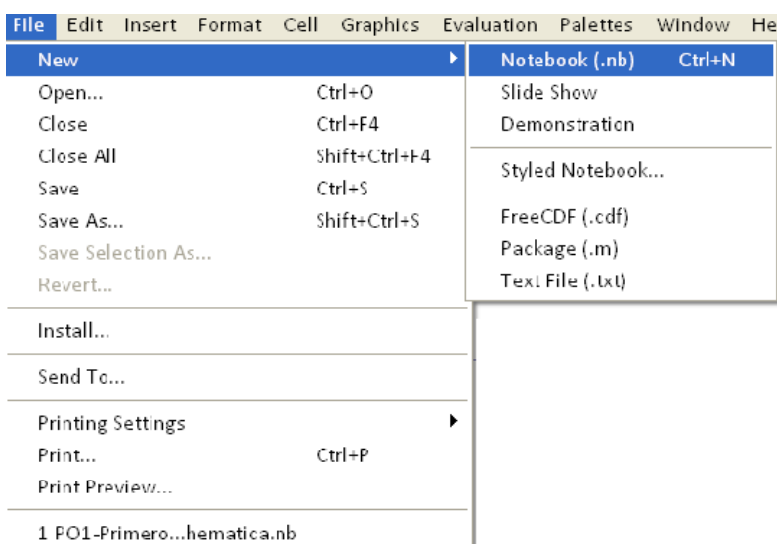 File Edit Insert Format Cell Graphics Evaluation Palettes Window He
New
Open... Ctrl+O
Close Ctrl+F4
Close All Shift+Ctrl+F4
Save Ctrl+S
Save As... Shift+Ctrl+S
Save Selection As...
Revert...
Install...
Send To...
Printing Settings
Print... Ctrl+P
Print Preview...
1 PO1-Primero...hematica.nb
Notebook (.nb) Ctrl+N
Slide Show
Demonstration
Styled Notebook...
FreeCDF (.cdf)
Package (.m)
Text File (.txt)